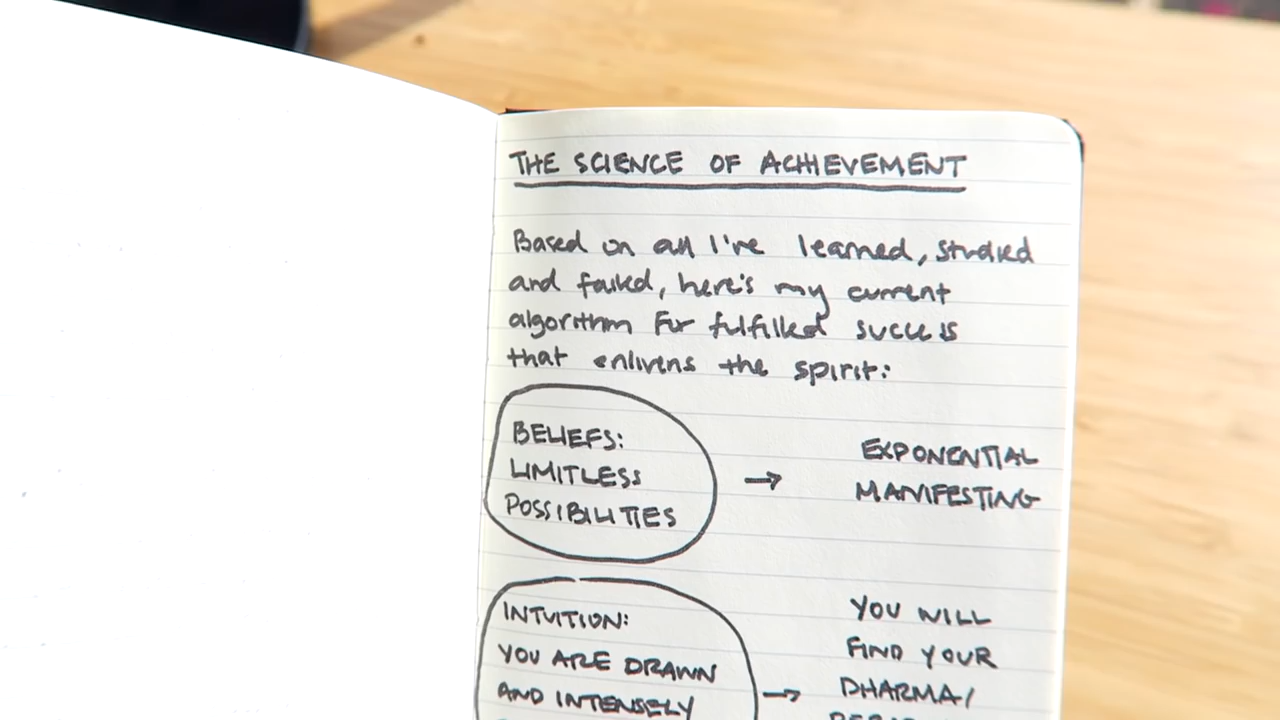 THE SCIENCE OF ACHIEVEMENT
Based on all I've learned, studied
and failed, here's my current
algorithm for fulfilled success
that enlivens the spirit:
BELIEFS:
LIMITLESS
POSSIBILITIES
→
EXPONENTIAL
MANIFESTING
INTUITION:
YOU ARE DRAWN
AND INTENSELY
→
YOU WILL
FIND YOUR
DHARMA/